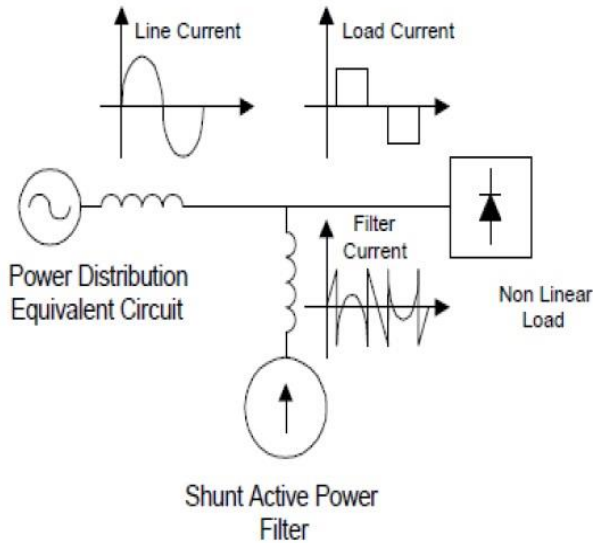 Line Current
Load Current
Filter
Current
Power Distribution
Equivalent Circuit
Non Linear
Load
Shunt Active Power
Filter